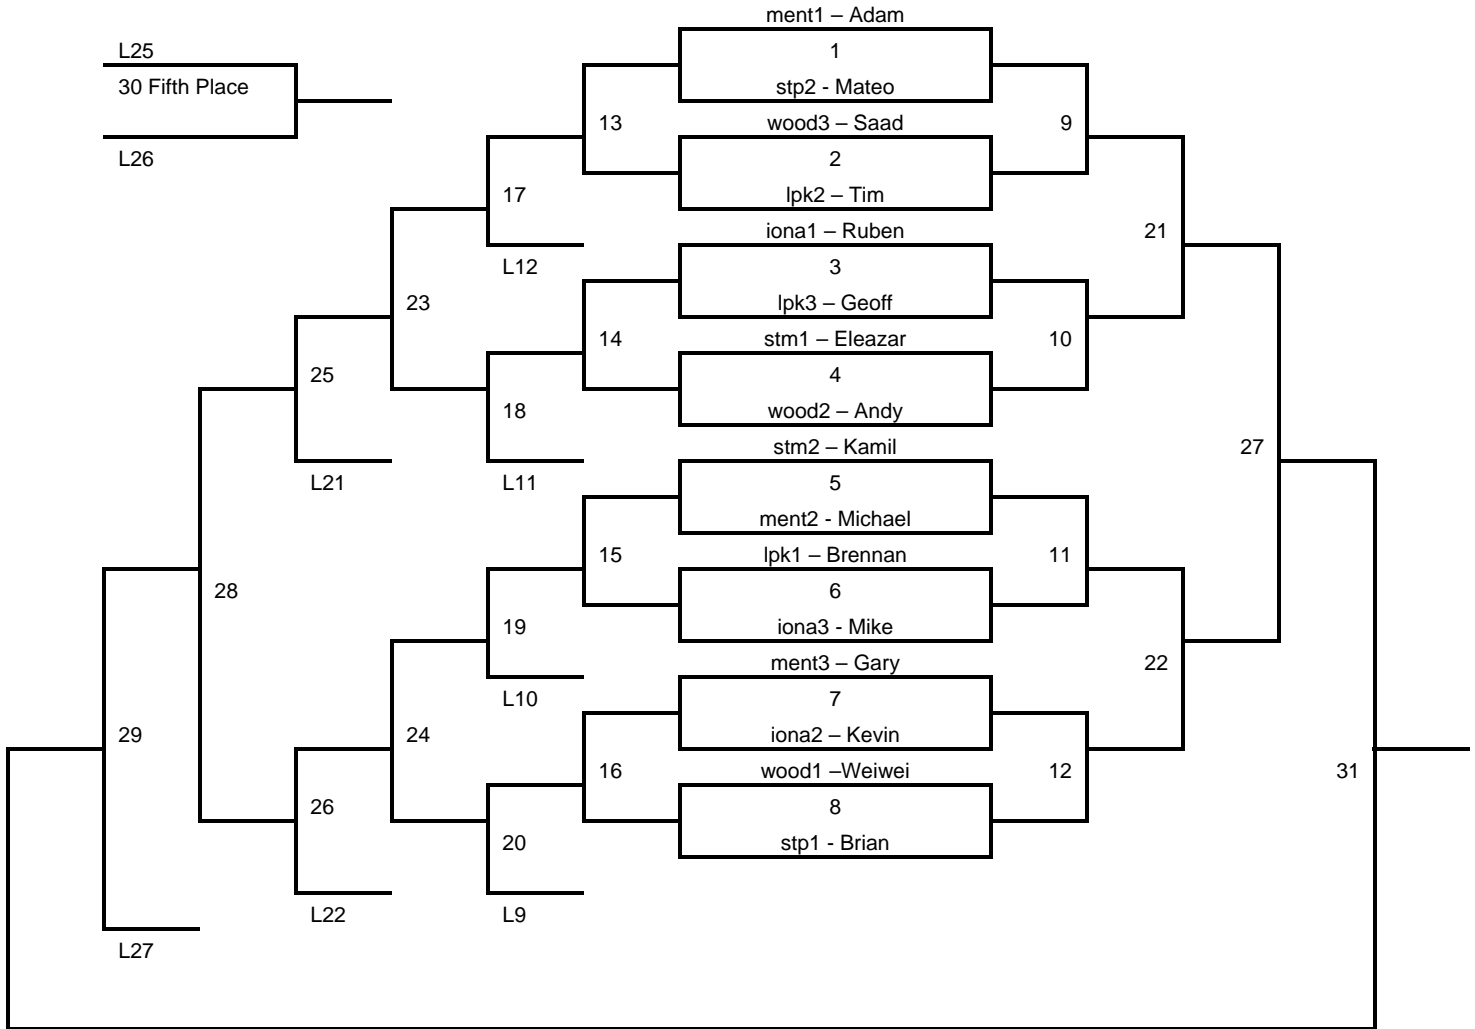 ment1 – Adam
L25
1
30 Fifth Place
stp2 - Mateo
13
wood3 – Saad
9
L26
2
17
lpk2 – Tim
iona1 – Ruben
21
L12
3
23
lpk3 – Geoff
14
stm1 – Eleazar
10
25
4
18
wood2 – Andy
stm2 – Kamil
27
L21
L11
5
ment2 - Michael
15
lpk1 – Brennan
11
28
6
19
iona3 - Mike
ment3 – Gary
22
L10
7
29
24
iona2 – Kevin
16
wood1 –Weiwei
12
31
26
8
20
stp1 - Brian
L22
L9
L27